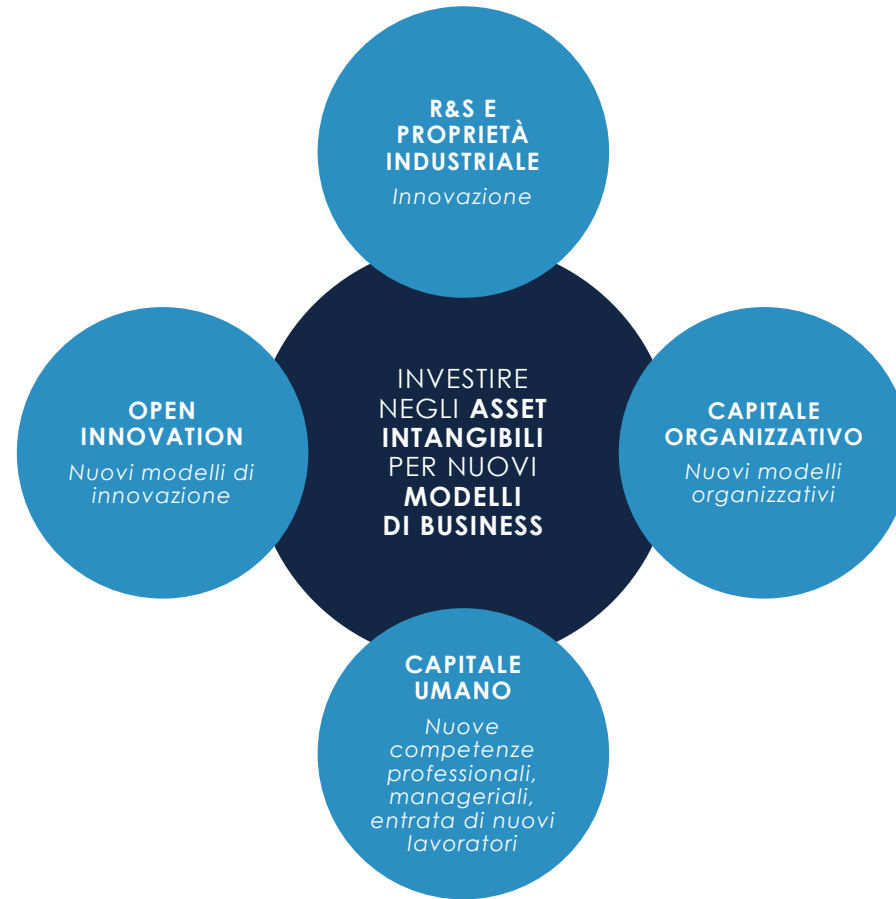 R&S E
PROPRIETÀ
INDUSTRIALE
Innovazione
OPEN
INNOVATION
Nuovi modelli di
innovazione
INVESTIRE
NEGLI ASSET
INTANGIBILI
PER NUOVI
MODELLI
DI BUSINESS
CAPITALE
ORGANIZZATIVO
Nuovi modelli
organizzativi
CAPITALE
UMANO
Nuove
competenze
professionali,
manageriali,
entrata di nuovi
lavoratori